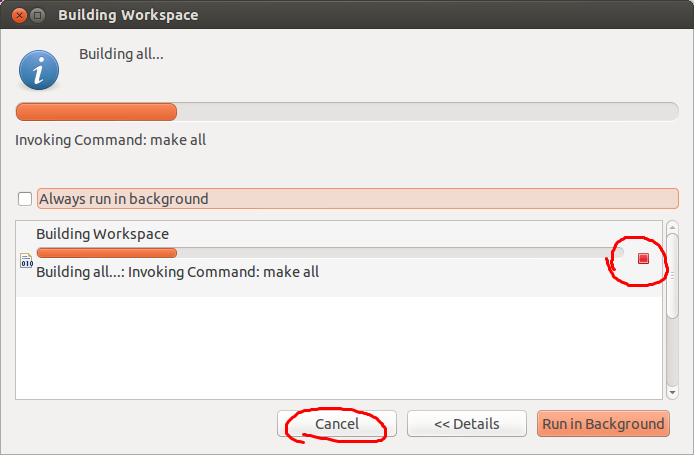 Building Workspace
Building all...
Invoking Command: make all
Always run in background
Building Workspace
010
Building all...: Invoking Command: make all
Cancel
<< Details
Run in Background